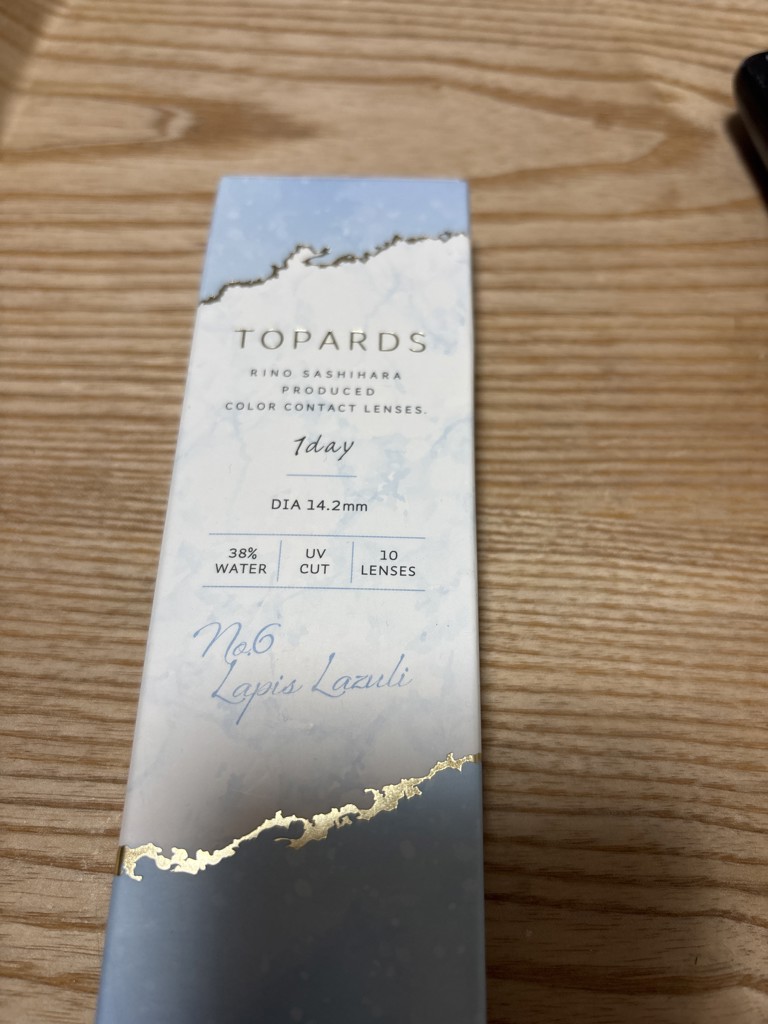 TOPARDS
RINO SASHIHARA
PRODUCED
COLOR CONTACT LENSES.
1day
DIA 14.2mm
38% WATER
UV CUT
10 LENSES
No.6
Lapis Lazuli